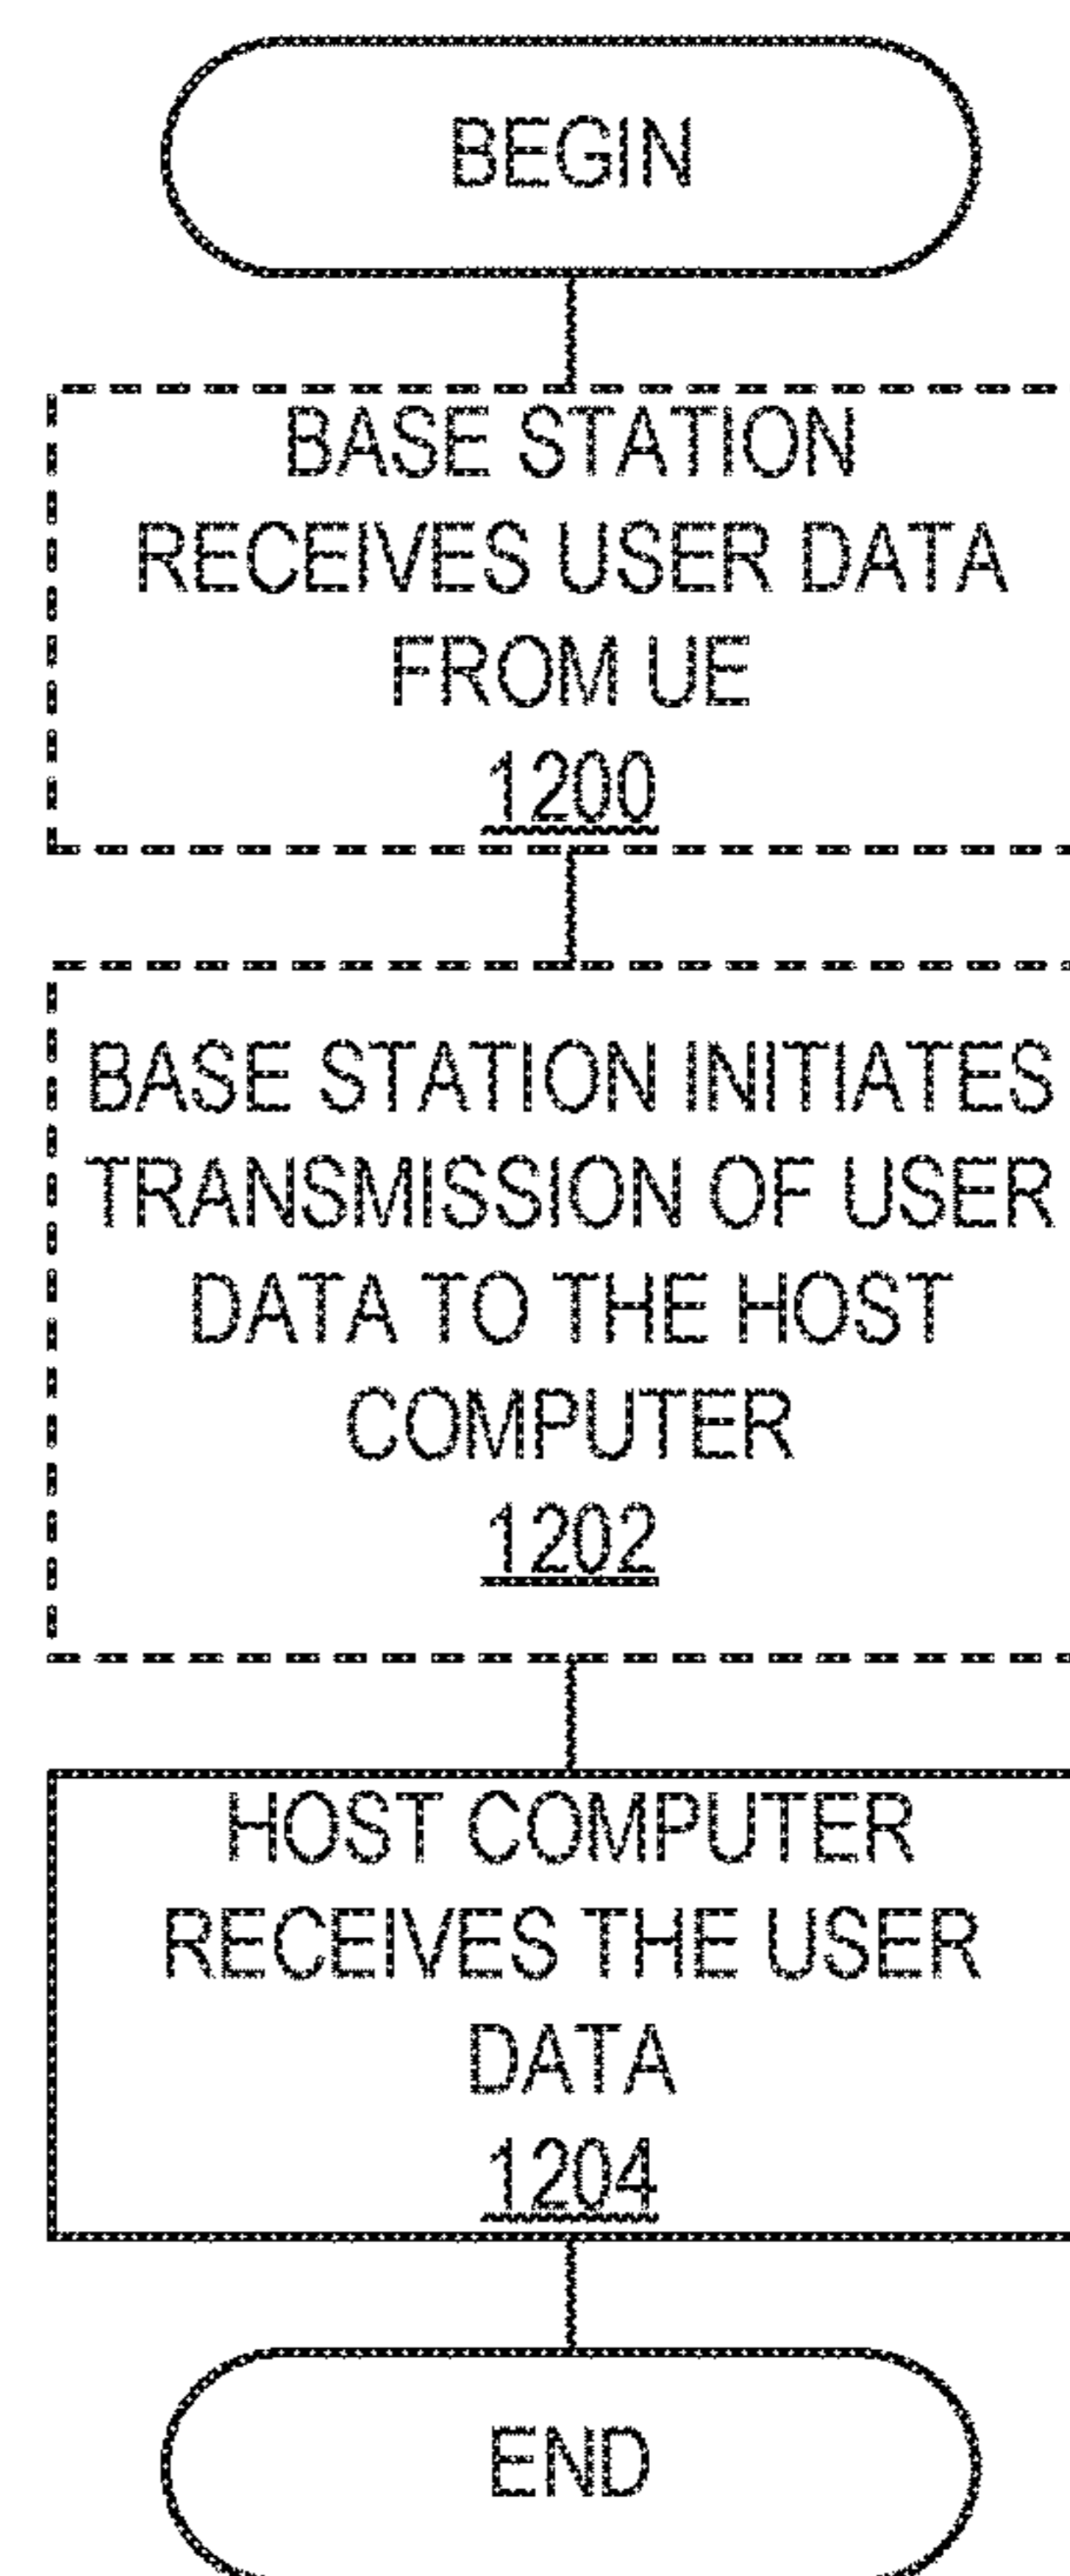 BEGIN
BASE STATION
RECEIVES USER DATA
FROM UE
1200
BASE STATION INITIATES
TRANSMISSION OF USER
DATA TO THE HOST
COMPUTER
1202
HOST COMPUTER
RECEIVES THE USER
DATA
1204
END